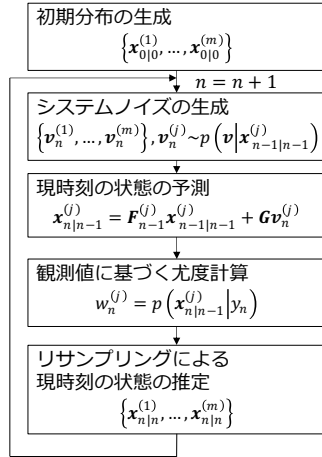 初期分布の生成
{x_{0|0}^{(1)}, …, x_{0|0}^{(m)}}
n = n + 1
システムノイズの生成
{v_n^{(1)}, …, v_n^{(m)}}, v_n^{(j)}~p(v|x_{n-1|n-1}^{(j)})
現時刻の状態の予測
x_{n|n-1}^{(j)} = F_{n-1}^{(j)} x_{n-1|n-1}^{(j)} + Gv_n^{(j)}
観測値に基づく尤度計算
w_n^{(j)} = p(x_{n|n-1}^{(j)}|y_n)
リサンプリングによる
現時刻の状態の推定
{x_{n|n}^{(1)}, …, x_{n|n}^{(m)}}